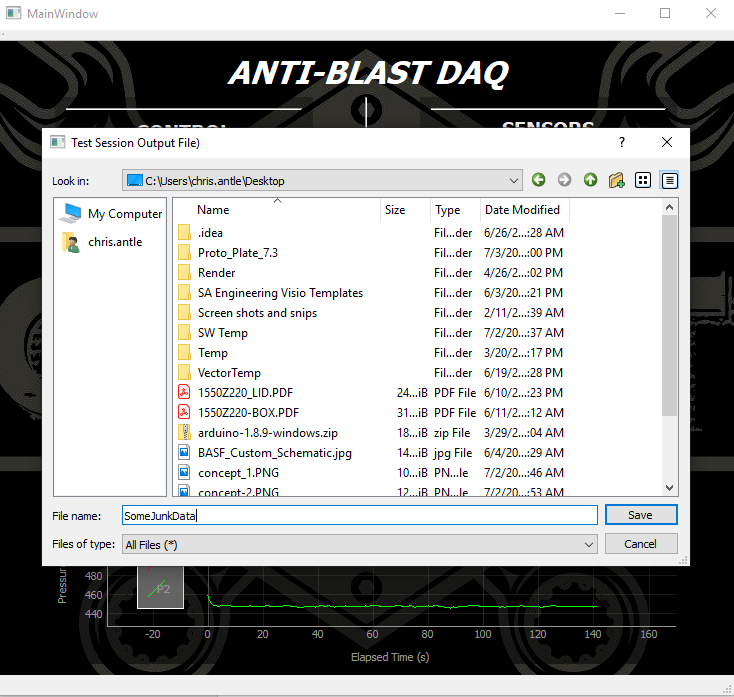 MainWindow
ANTI-BLAST DAQ
CONTROL
SENSORS
Test Session Output File)
?
Look in:
C:\Users\chris.antle\Desktop
My Computer
chris.antle
Name Size Type Date Modified
.idea Fil...der 6/26/2...:28 AM
Proto_Plate_7.3 Fil...der 7/3/20...:00 PM
Render Fil...der 4/26/2...:02 PM
SA Engineering Visio Templates Fil...der 6/3/20...:21 PM
Screen shots and snips Fil...der 2/11/2...:39 AM
SW Temp Fil...der 7/2/20...:37 AM
Temp Fil...der 3/20/2...:17 PM
VectorTemp Fil...der 6/19/2...:28 PM
1550Z220_LID.PDF 24...iB PDF File 6/10/2...:23 PM
1550Z220-BOX.PDF 31...iB PDF File 6/11/2...:12 AM
arduino-1.8.9-windows.zip 18...iB zip File 3/29/2...:04 AM
BASF_Custom_Schematic.jpg 14...iB jpg File 6/4/20...:29 AM
concept_1.PNG 10...iB PN...le 7/2/20...:46 AM
concept-2.PNG 12...iB PN...le 7/2/20...:53 AM
File name: SomeJunkData Save
Files of type: All Files (*) Cancel
Pressur
480
460
440
P2
-20 0 20 40 60 80 100 120 140 160
Elapsed Time (s)